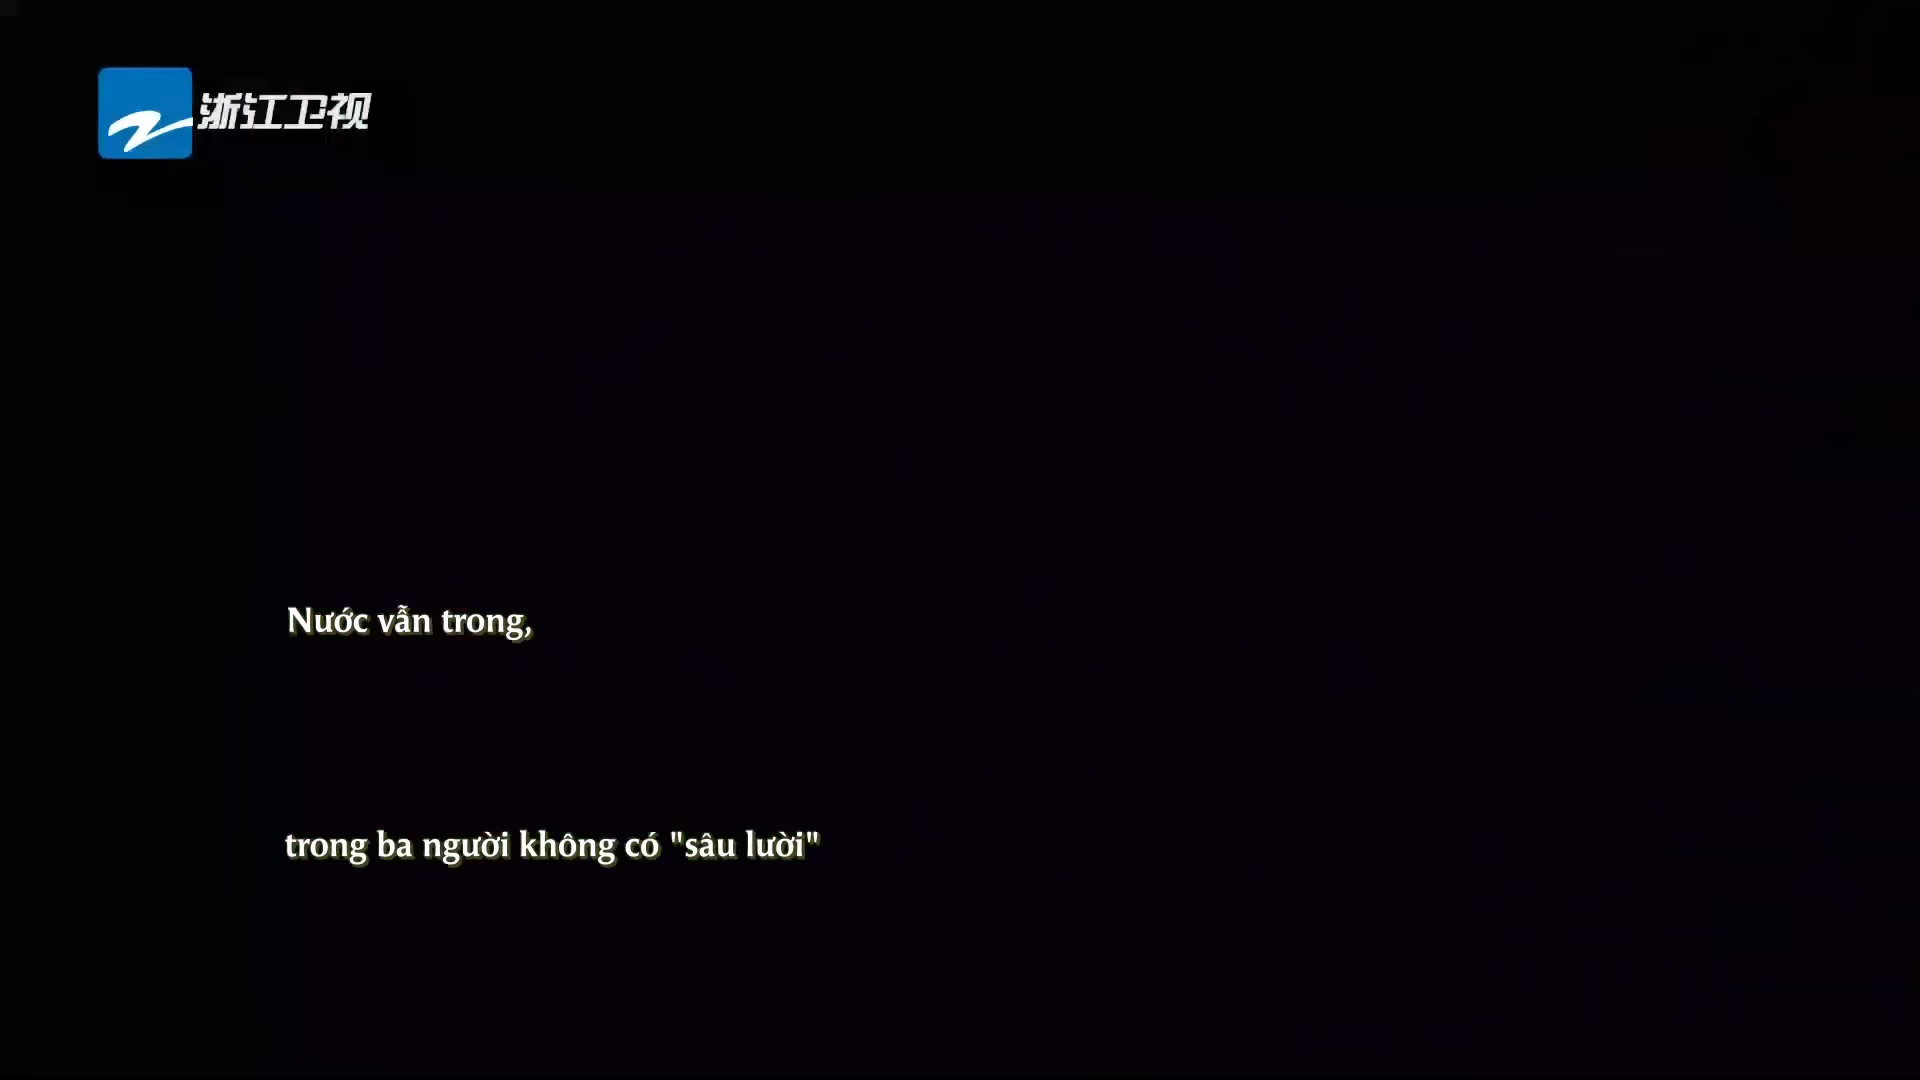 浙江卫视
Nước vẫn trong,
trong ba người không có "sâu lười"